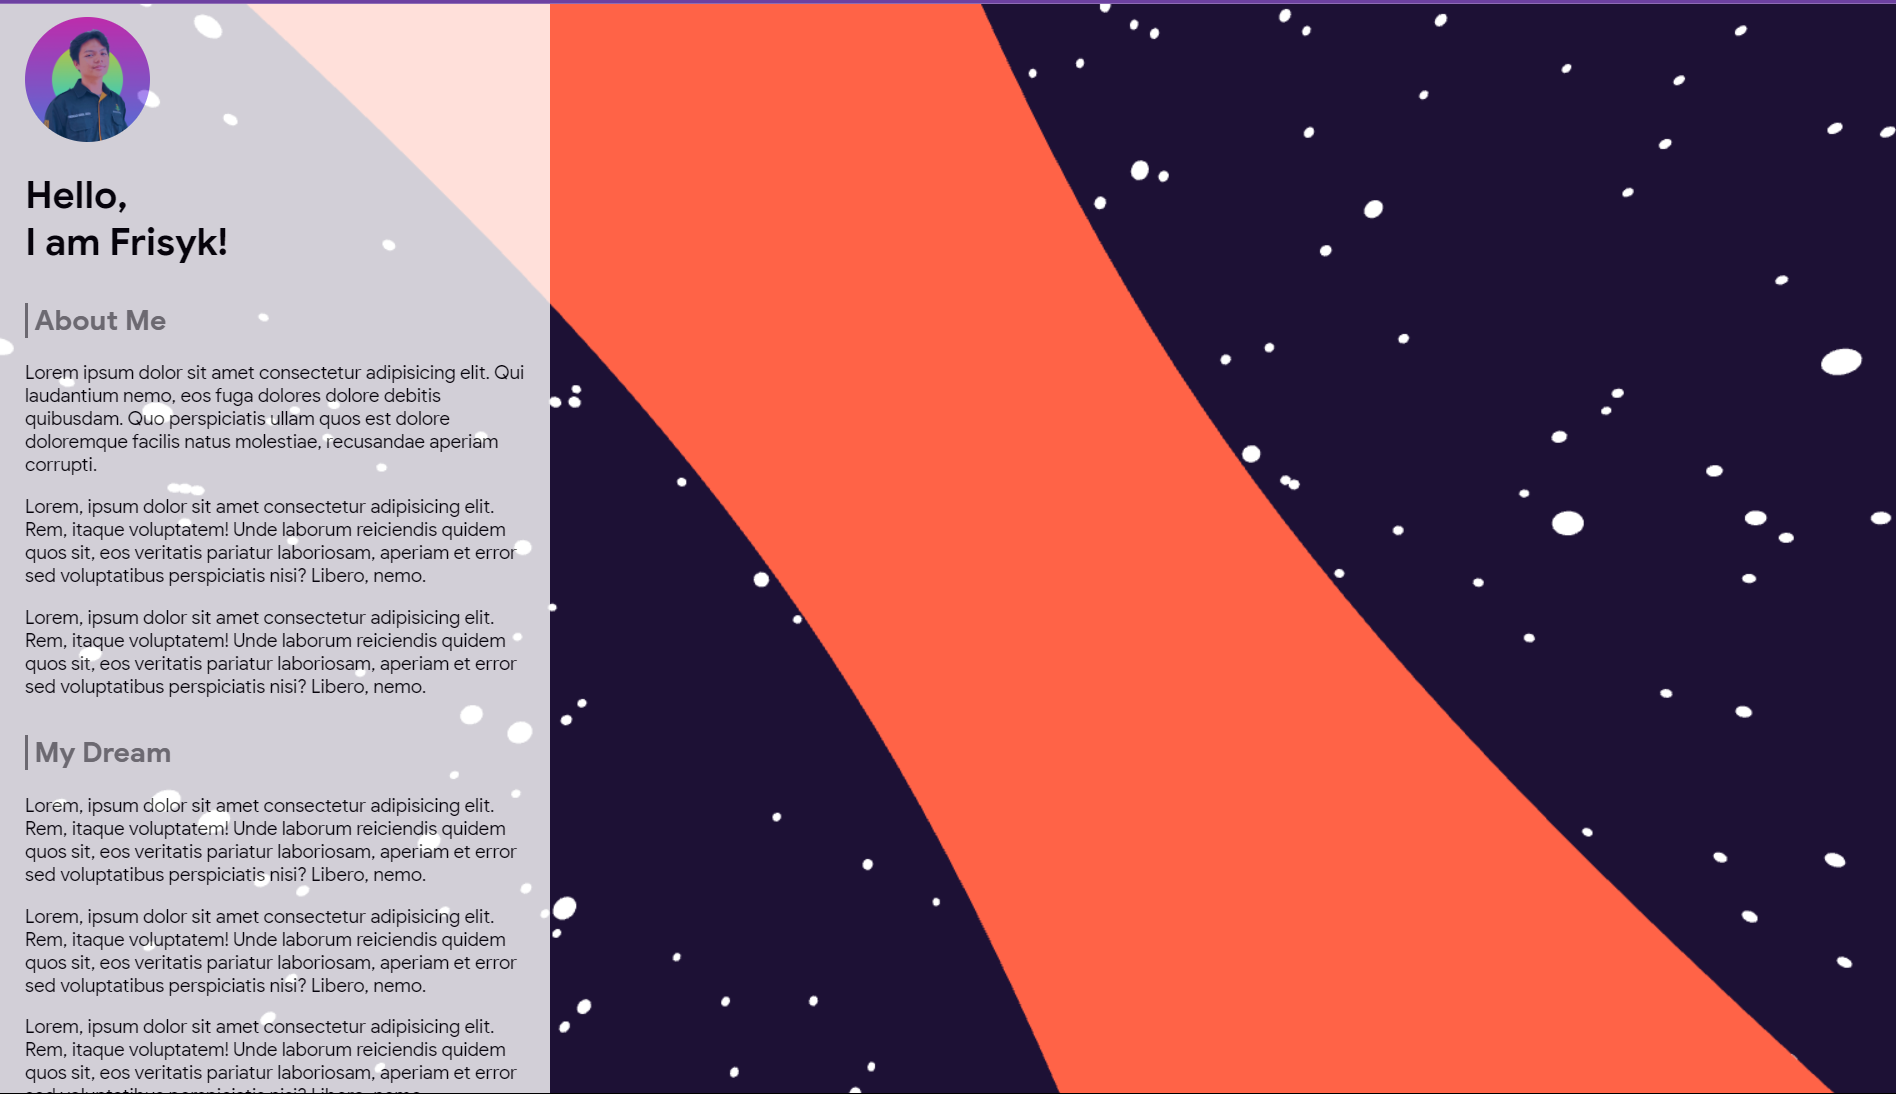 Hello,
I am Frisyk!
About Me
Lorem ipsum dolor sit amet consectetur adipisicing elit. Qui
laudantium nemo, eos fuga dolores dolore debitis
quibusdam. Quo perspiciatis ullam quos est dolore
doloremque facilis natus molestiae, recusandae aperiam
corrupti.
Lorem, ipsum dolor sit amet consectetur adipisicing elit.
Rem, itaque voluptatem! Unde laborum reiciendis quidem
quos sit, eos veritatis pariatur laboriosam, aperiam et error
sed voluptatibus perspiciatis nisi? Libero, nemo.
Lorem, ipsum dolor sit amet consectetur adipisicing elit.
Rem, itaque voluptatem! Unde laborum reiciendis quidem
quos sit, eos veritatis pariatur laboriosam, aperiam et error
sed voluptatibus perspiciatis nisi? Libero, nemo.
My Dream
Lorem, ipsum dolor sit amet consectetur adipisicing elit.
Rem, itaque voluptatem! Unde laborum reiciendis quidem
quos sit, eos veritatis pariatur laboriosam, aperiam et error
sed voluptatibus perspiciatis nisi? Libero, nemo.
Lorem, ipsum dolor sit amet consectetur adipisicing elit.
Rem, itaque voluptatem! Unde laborum reiciendis quidem
quos sit, eos veritatis pariatur laboriosam, aperiam et error
sed voluptatibus perspiciatis nisi? Libero, nemo.
Lorem, ipsum dolor sit amet consectetur adipisicing elit.
Rem, itaque voluptatem! Unde laborum reiciendis quidem
quos sit, eos veritatis pariatur laboriosam, aperiam et error